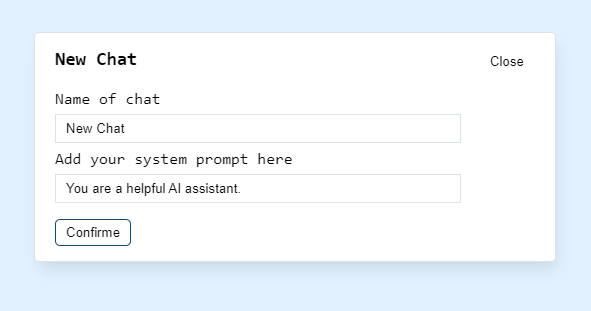 New Chat
Close
Name of chat
New Chat
Add your system prompt here
You are a helpful AI assistant.
Confirme